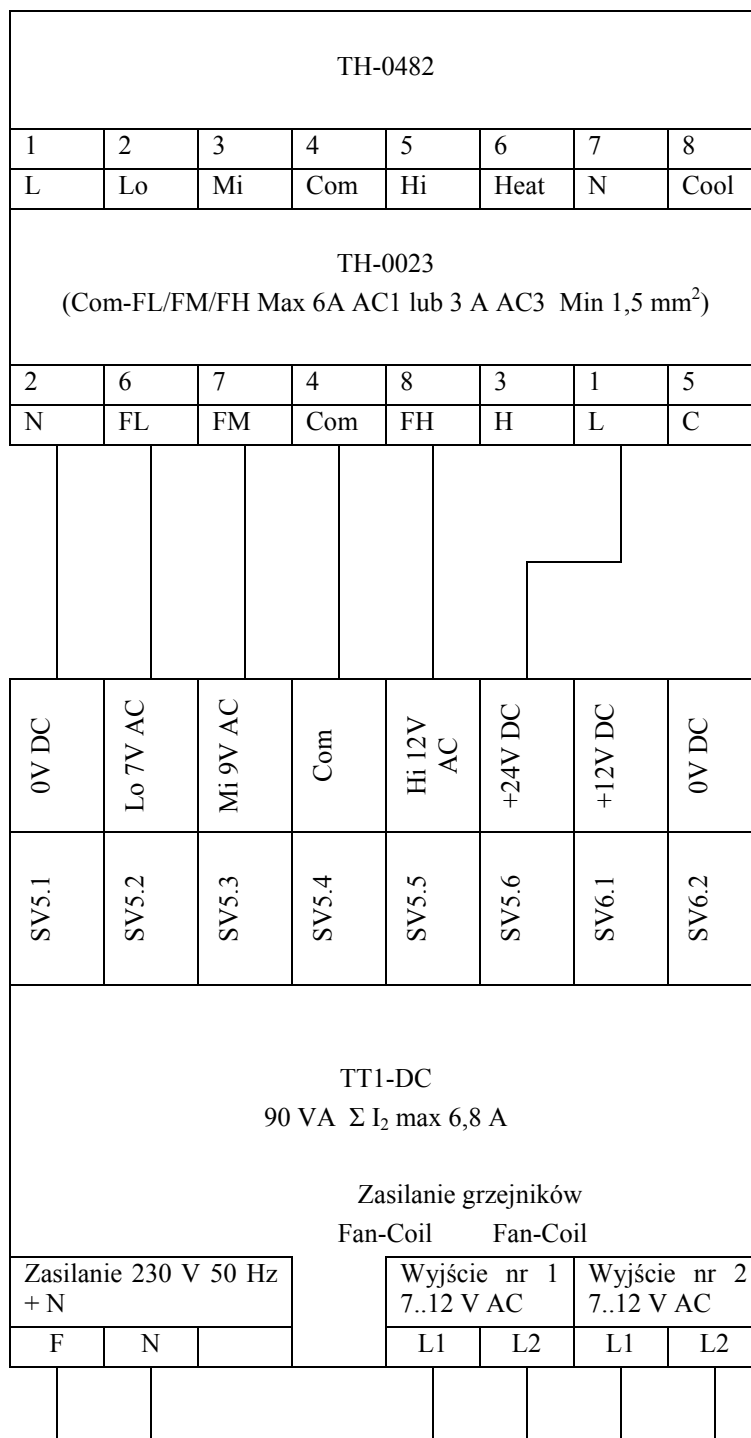 TH-0482
1 2 3 4 5 6 7 8
L Lo Mi Com Hi Heat N Cool
TH-0023
(Com-FL/FM/FH Max 6A AC1 lub 3 A AC3 Min 1,5 mm²)
2 6 7 4 8 3 1 5
N FL FM Com FH H L C
0V DC
Lo 7V AC
Mi 9V AC
Com
Hi 12V
AC
+24V DC
+12V DC
0V DC
SV5.1
SV5.2
SV5.3
SV5.4
SV5.5
SV5.6
SV6.1
SV6.2
TT1-DC
90 VA Σ I₂ max 6,8 A
Zasilanie grzejników
Fan-Coil Fan-Coil
Zasilanie 230 V 50 Hz
+ N
Wyjście nr 1
7..12 V AC
Wyjście nr 2
7..12 V AC
F N L1 L2 L1 L2